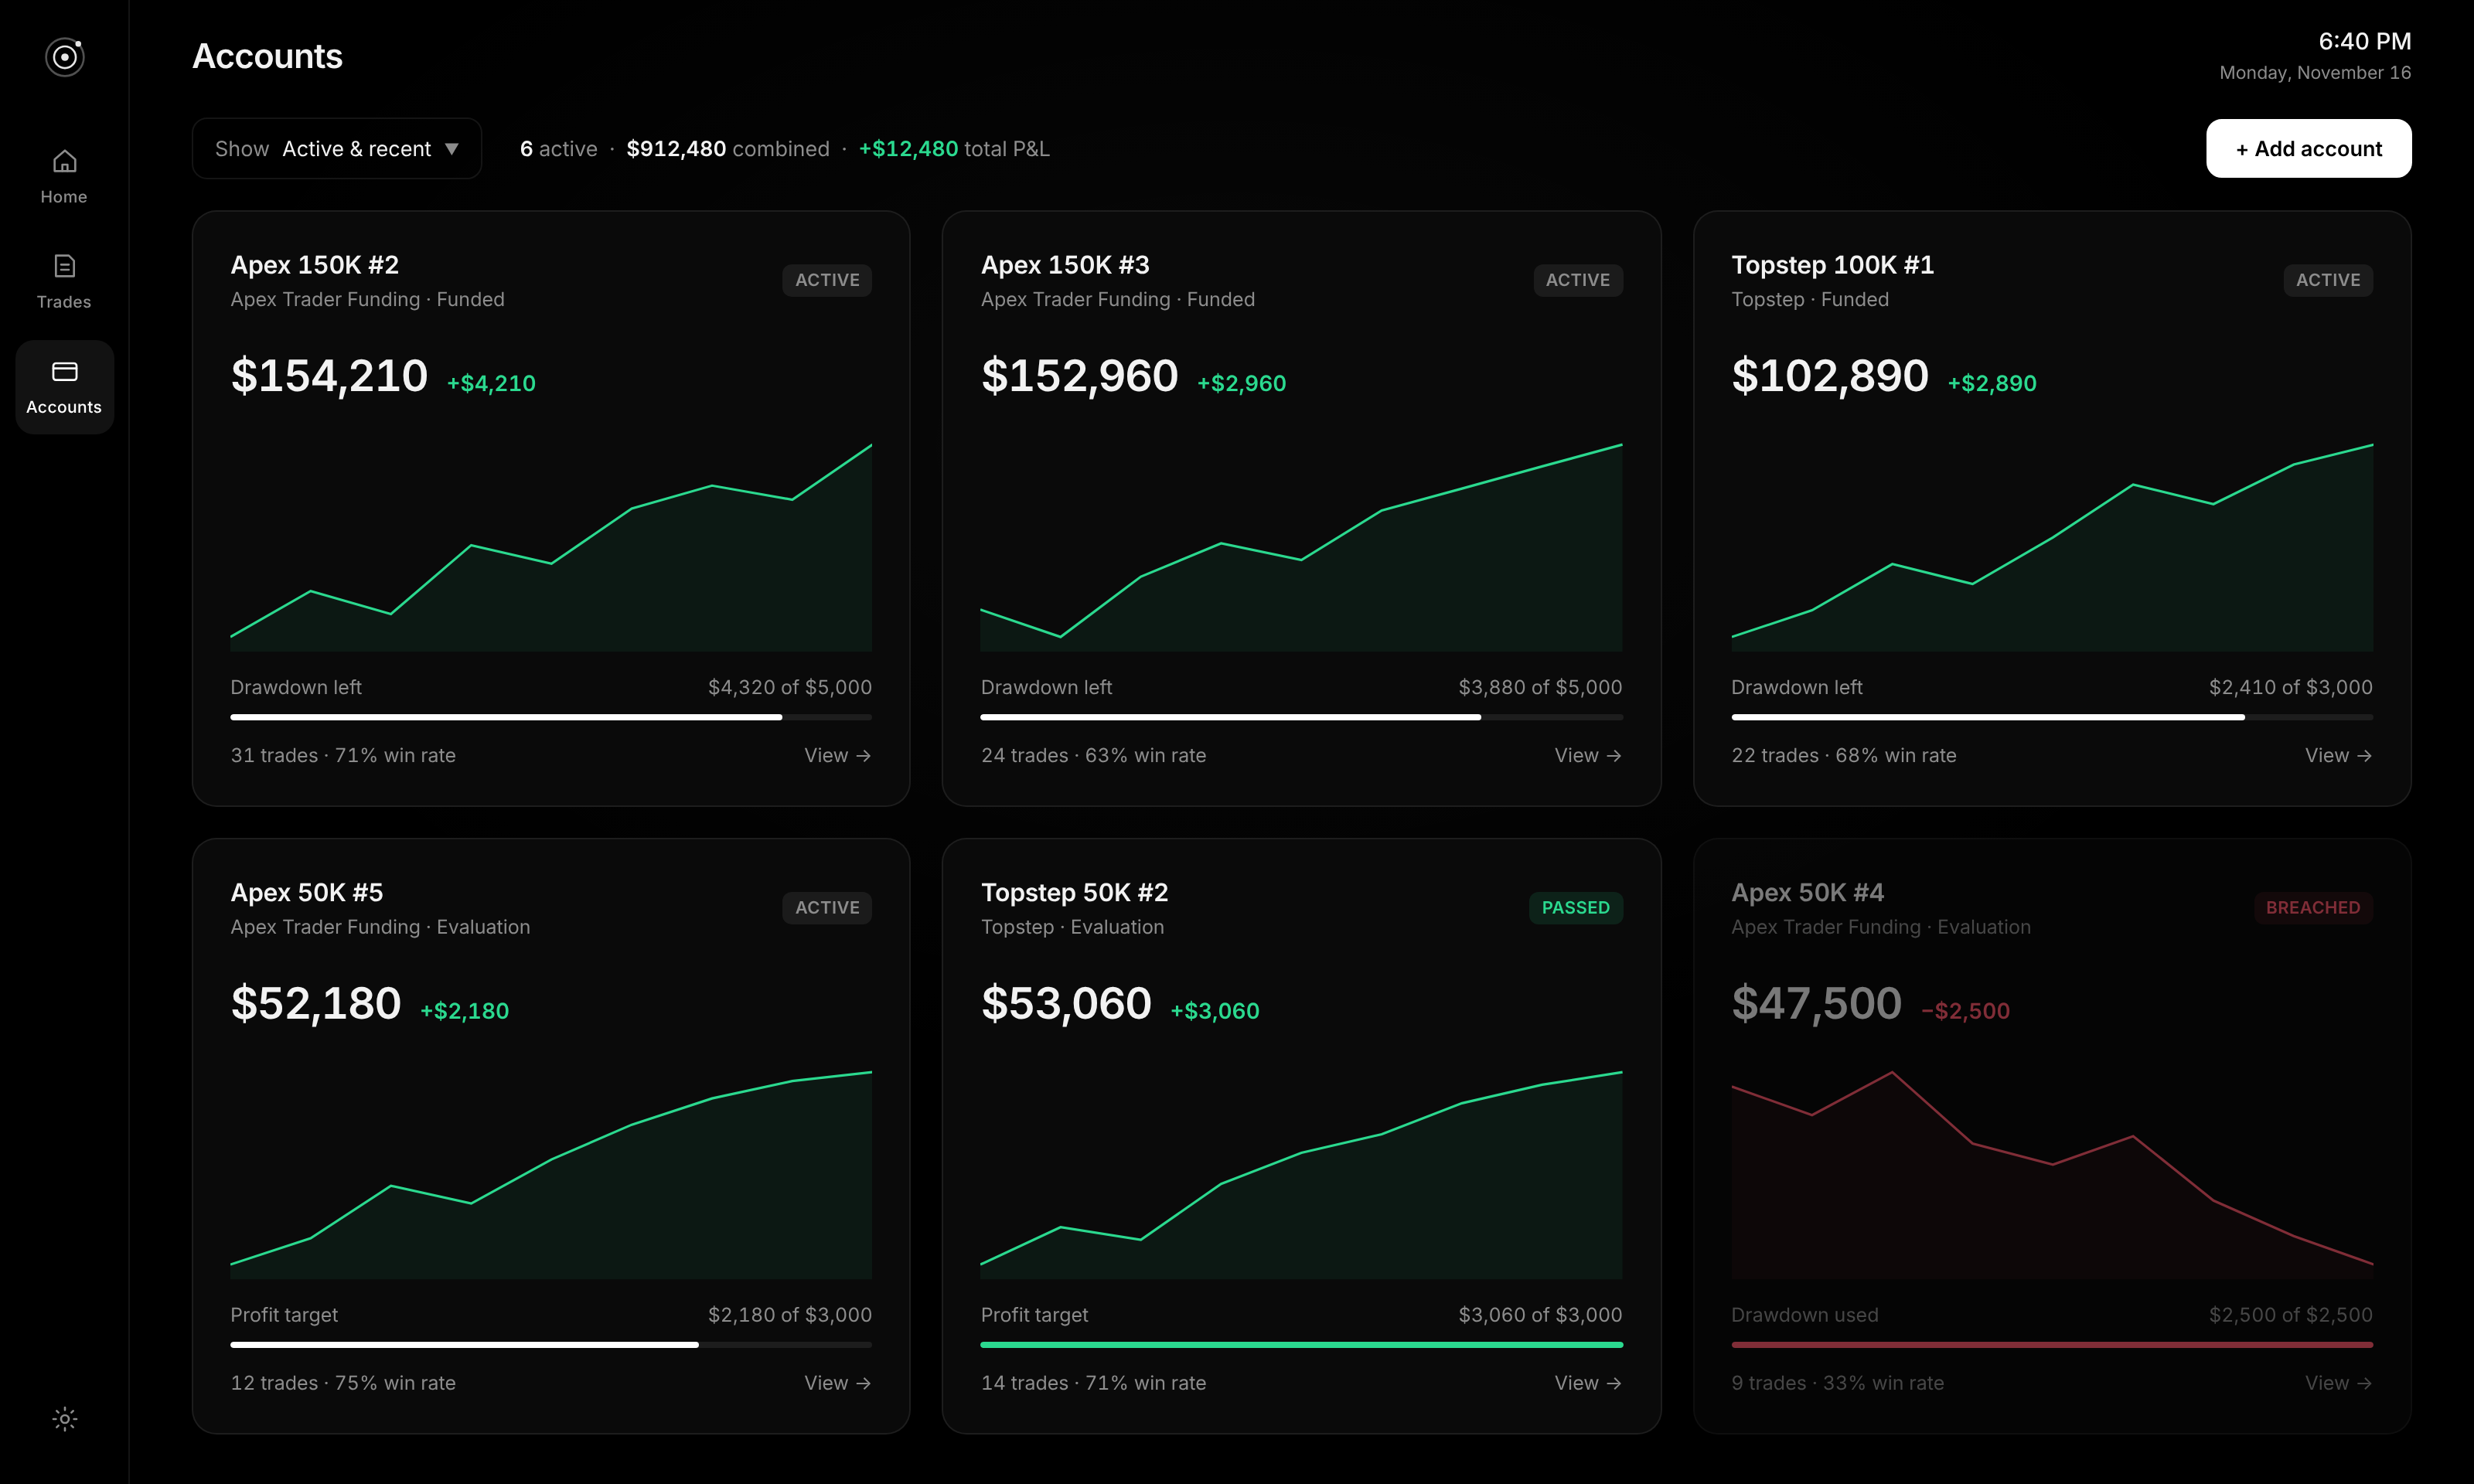 Accounts
6:40 PM
Monday, November 16
Home
Trades
Accounts
Show Active & recent ▼
6 active · $912,480 combined · +$12,480 total P&L
+ Add account
Apex 150K #2
Apex Trader Funding · Funded
ACTIVE
$154,210 +$4,210
Drawdown left $4,320 of $5,000
31 trades · 71% win rate View →
Apex 150K #3
Apex Trader Funding · Funded
ACTIVE
$152,960 +$2,960
Drawdown left $3,880 of $5,000
24 trades · 63% win rate View →
Topstep 100K #1
Topstep · Funded
ACTIVE
$102,890 +$2,890
Drawdown left $2,410 of $3,000
22 trades · 68% win rate View →
Apex 50K #5
Apex Trader Funding · Evaluation
ACTIVE
$52,180 +$2,180
Profit target $2,180 of $3,000
12 trades · 75% win rate View →
Topstep 50K #2
Topstep · Evaluation
PASSED
$53,060 +$3,060
Profit target $3,060 of $3,000
14 trades · 71% win rate View →
Apex 50K #4
Apex Trader Funding · Evaluation
BREACHED
$47,500 −$2,500
Drawdown used $2,500 of $2,500
9 trades · 33% win rate View →